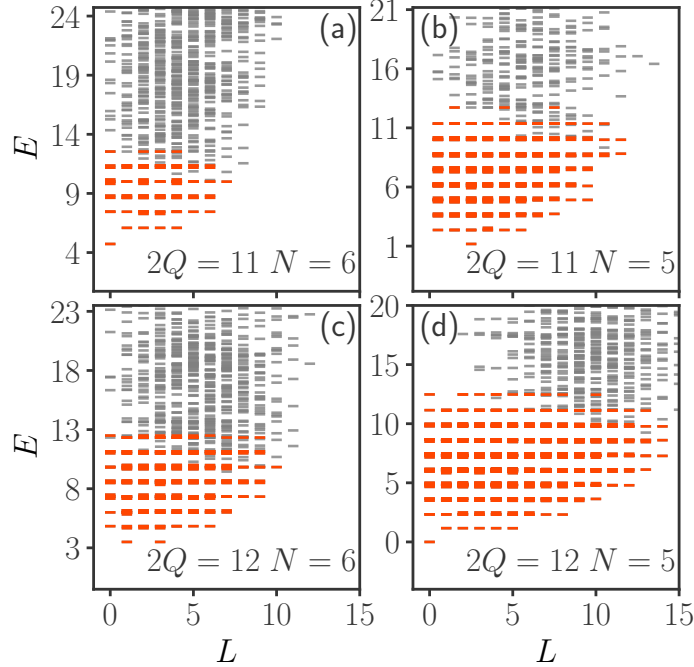 24
19
14
9
4
E
(a)
2Q = 11 N = 6
21
16
11
6
1
(b)
2Q = 11 N = 5
23
18
13
8
3
E
(c)
2Q = 12 N = 6
0 5 10 15
L
20
15
10
5
0
(d)
2Q = 12 N = 5
0 5 10 15
L